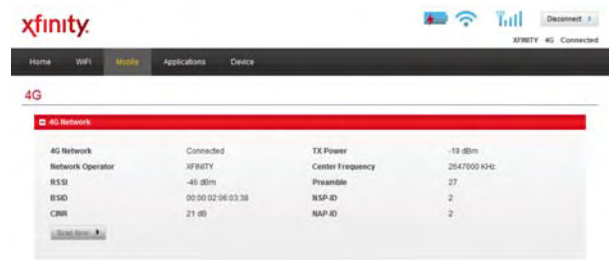 xfinity.
Disconnect
XFINITY 4G Connected
Home WiFi Mobile Applications Device
4G
4G Network
4G Network Connected TX Power -19 dBm
Network Operator XFINITY Center Frequency 2647000 KHz
RSSI -46 dBm Preamble 27
BSID 00:00:02:06:03:38 NSP-ID 2
CINR 21 dB NAP-ID 2
Scan Now